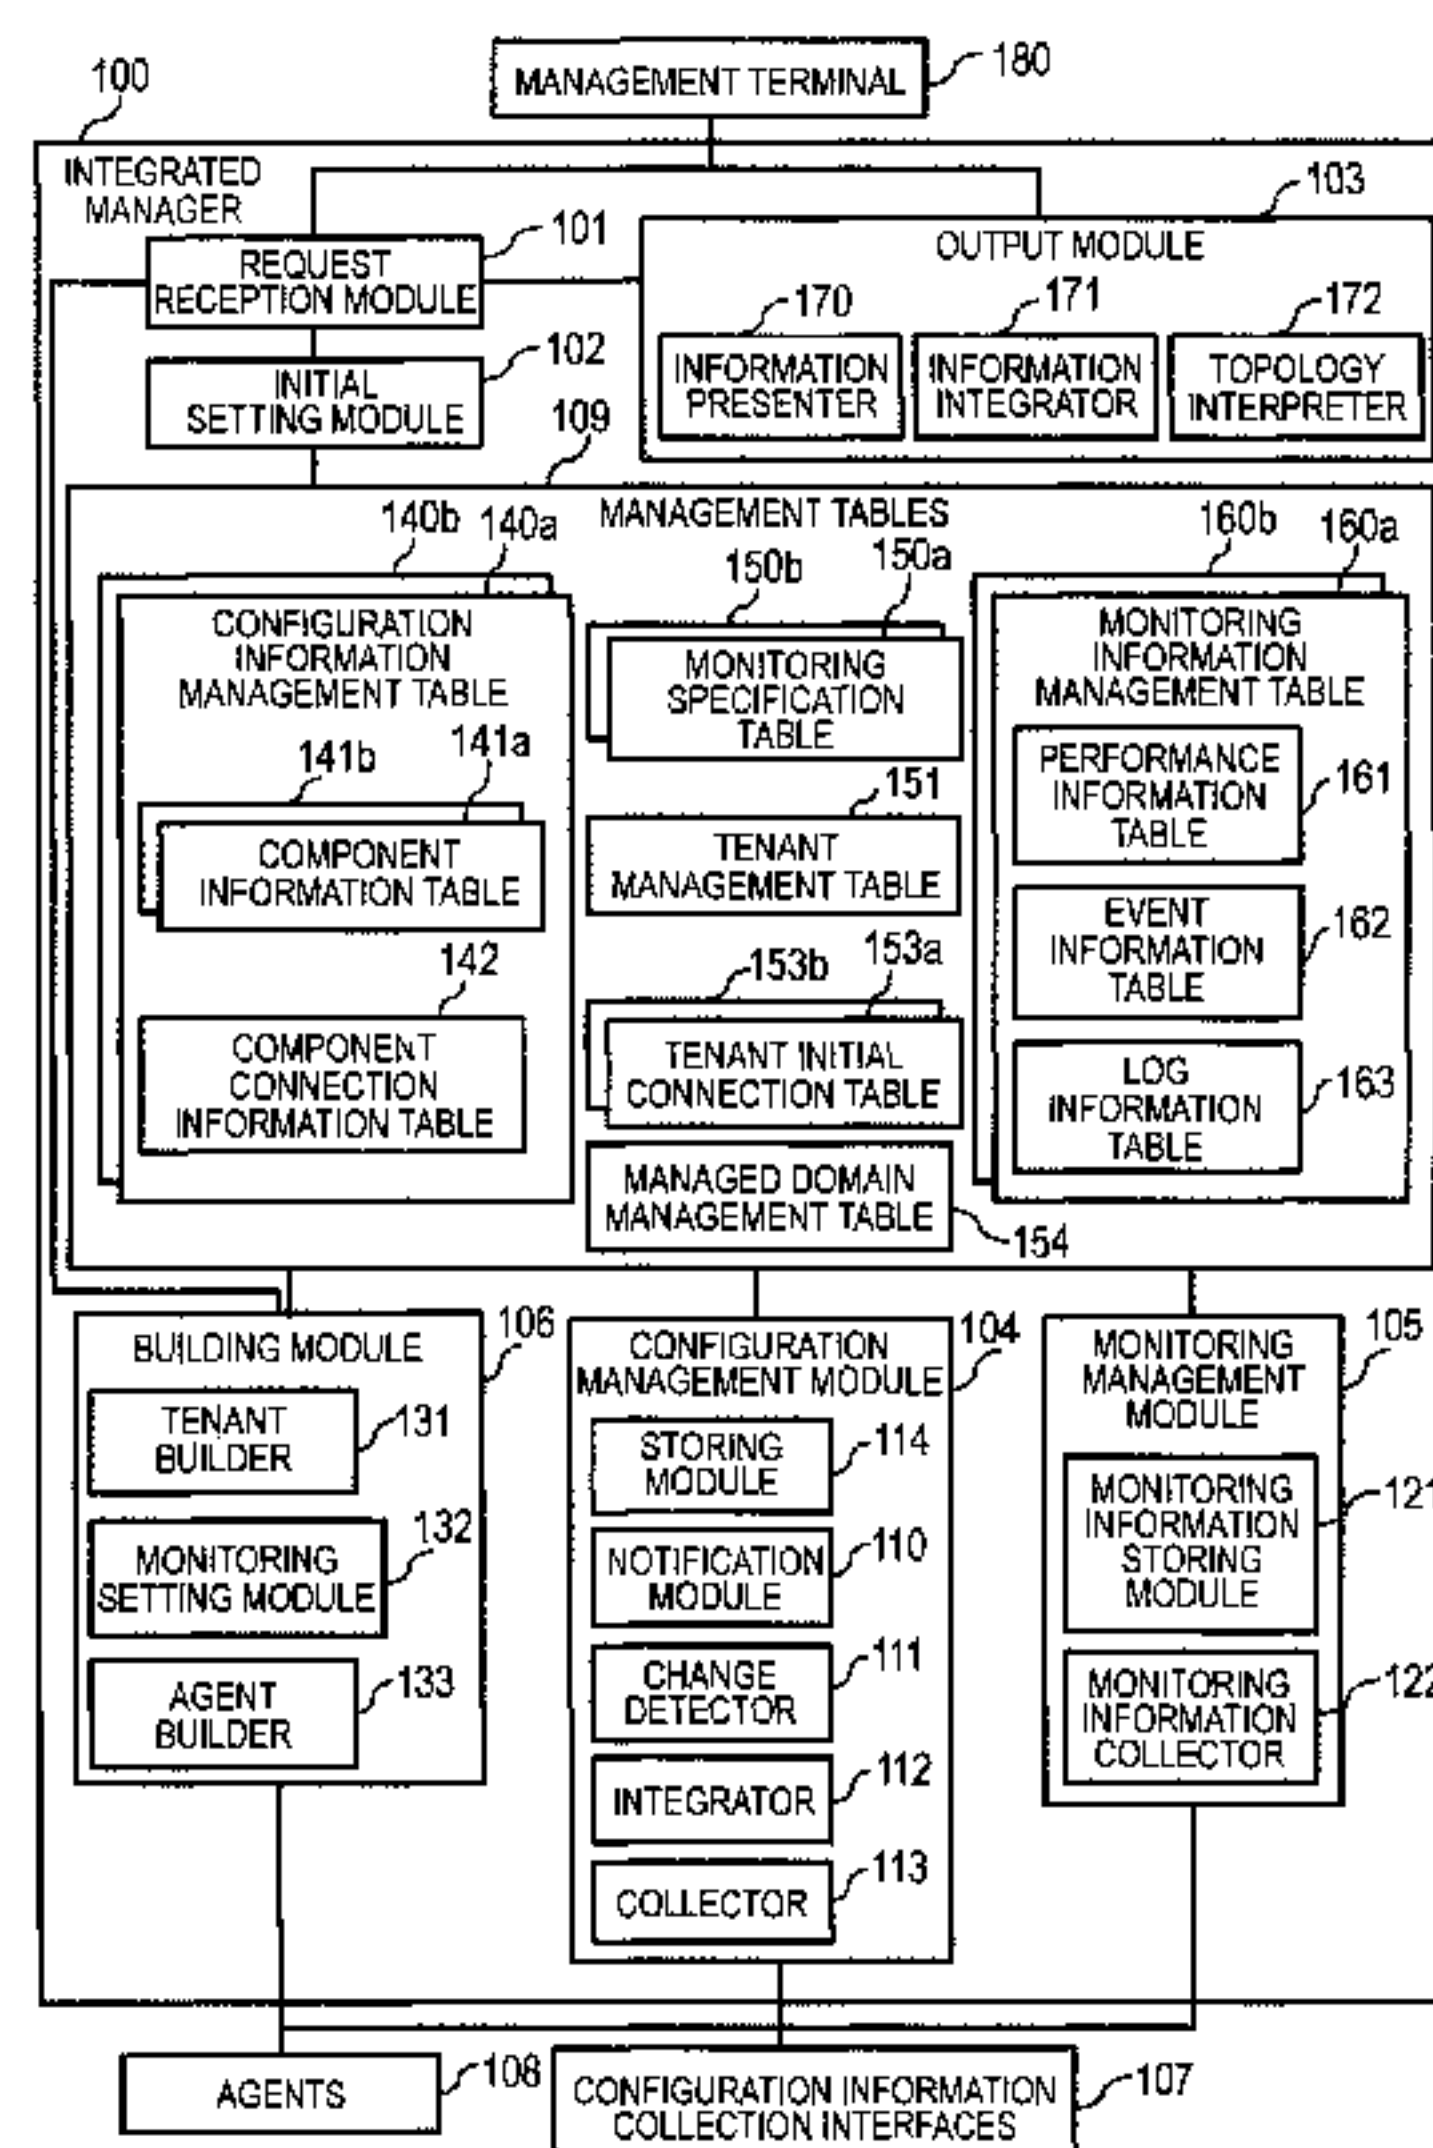 180
MANAGEMENT TERMINAL
100
INTEGRATED
MANAGER
103
101
OUTPUT MODULE
REQUEST
RECEPTION MODULE
170
171
172
INFORMATION
PRESENTER
INFORMATION
INTEGRATOR
TOPOLOGY
INTERPRETER
102
INITIAL
SETTING MODULE
109
MANAGEMENT TABLES
140b
140a
150b
150a
160b
160a
CONFIGURATION
INFORMATION
MANAGEMENT TABLE
141b
141a
COMPONENT
INFORMATION TABLE
142
COMPONENT
CONNECTION
INFORMATION TABLE
MONITORING
SPECIFICATION
TABLE
151
TENANT
MANAGEMENT TABLE
153b
153a
TENANT INITIAL
CONNECTION TABLE
MANAGED DOMAIN
MANAGEMENT TABLE
154
MONITORING
INFORMATION
MANAGEMENT TABLE
PERFORMANCE
INFORMATION
TABLE
161
EVENT
INFORMATION
TABLE
162
LOG
INFORMATION
TABLE
163
106
BUILDING MODULE
TENANT
BUILDER
131
132
MONITORING
SETTING MODULE
AGENT
BUILDER
133
104
CONFIGURATION
MANAGEMENT MODULE
STORING
MODULE
114
NOTIFICATION
MODULE
110
CHANGE
DETECTOR
111
INTEGRATOR
112
COLLECTOR
113
105
MONITORING
MANAGEMENT
MODULE
MONITORING
INFORMATION
STORING
MODULE
121
MONITORING
INFORMATION
COLLECTOR
122
AGENTS
108
CONFIGURATION INFORMATION
COLLECTION INTERFACES
107